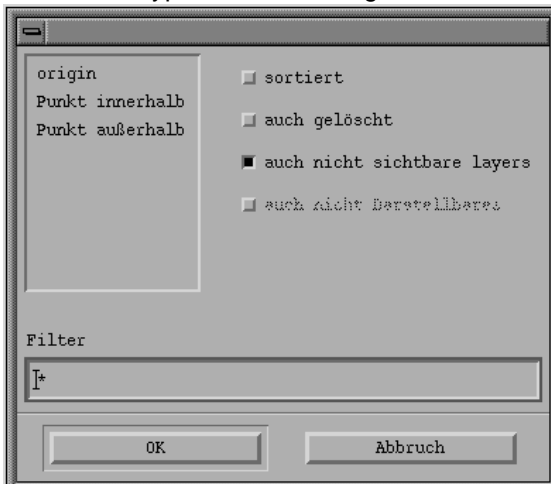 origin
Punkt innerhalb
Punkt außerhalb
sortiert
auch gelöscht
auch nicht sichtbare layers
auch nicht Darstellbares
Filter
*
OK
Abbruch